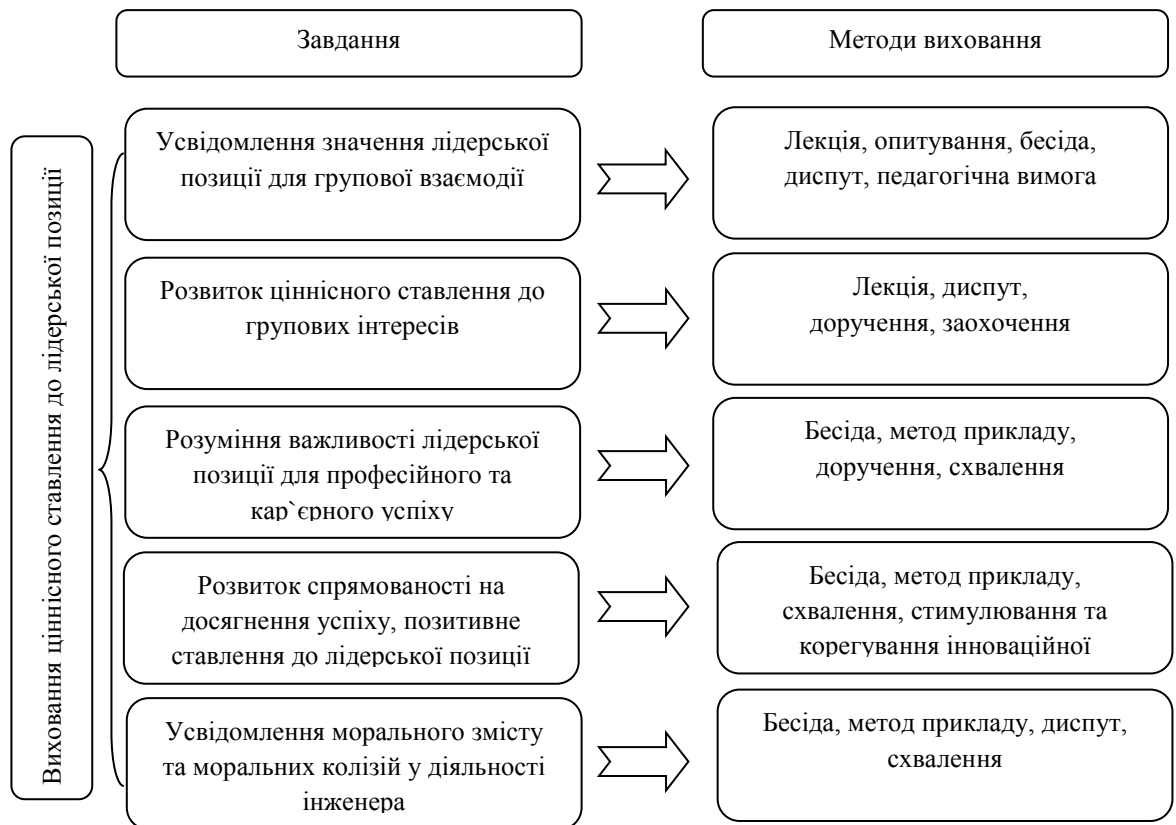 Завдання
Методи виховання
Виховання ціннісного ставлення до лідерської позиції
Усвідомлення значення лідерської
позиції для групової взаємодії
Лекція, опитування, бесіда,
диспут, педагогічна вимога
Розвиток ціннісного ставлення до
групових інтересів
Лекція, диспут,
доручення, заохочення
Розуміння важливості лідерської
позиції для професійного та
кар`єрного успіху
Бесіда, метод прикладу,
доручення, схвалення
Розвиток спрямованості на
досягнення успіху, позитивне
ставлення до лідерської позиції
Бесіда, метод прикладу,
схвалення, стимулювання та
корегування інноваційної
Усвідомлення морального змісту
та моральних колізій у діяльності
інженера
Бесіда, метод прикладу, диспут,
схвалення